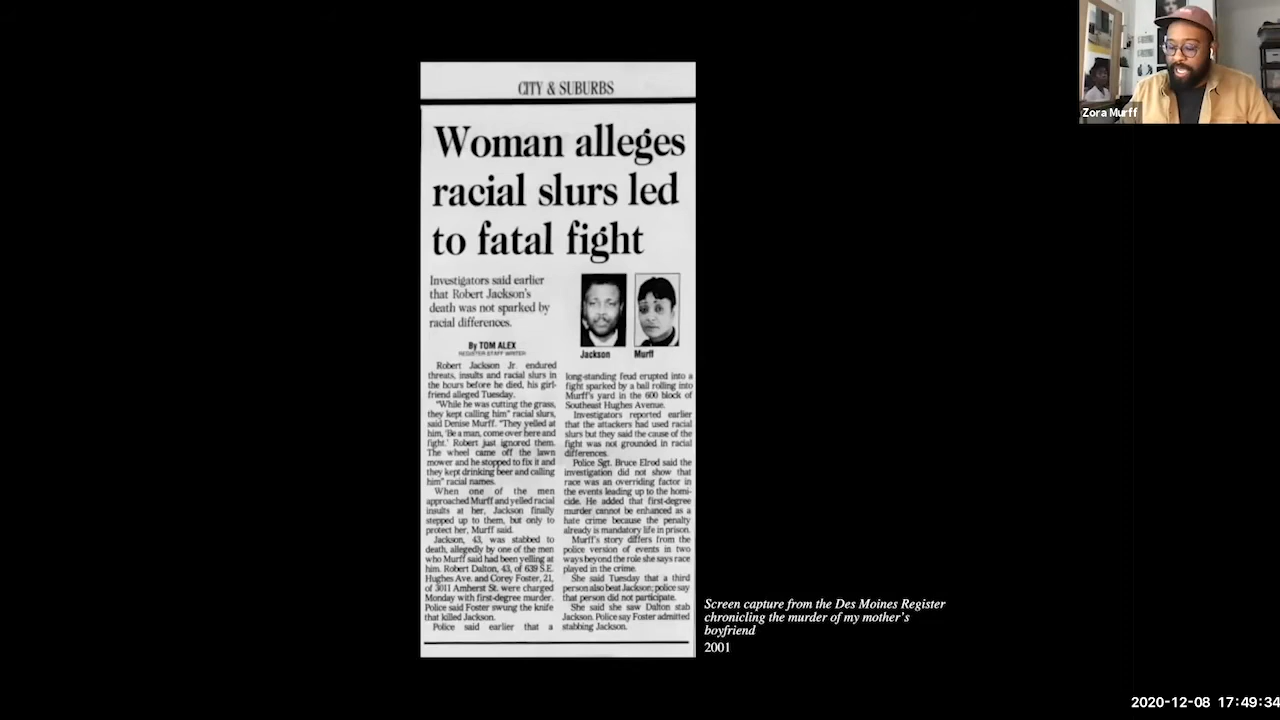 CITY & SUBURBS
Woman alleges
racial slurs led
to fatal fight
Investigators said earlier
that Robert Jackson's
death was not sparked by
racial differences.
By TOM ALEX
REGISTER STAFF WRITER
Robert Jackson Jr. endured
threats, insults and racial slurs in
the hours before he died, his girl-
friend alleged Tuesday.
"While he was cutting the grass,
they kept calling him" racial slurs,
said Denise Murff. "They yelled at
him, 'Be a man, come over here and
fight.' Robert just ignored them.
The wheel came off the lawn
mower and he stopped to fix it and
they kept drinking beer and calling
him" racial names.
When one of the men
approached Murff and yelled racial
insults at her, Jackson finally
stepped up to them, but only to
protect her, Murff said.
Jackson, 43, was stabbed to
death, allegedly by one of the men
who Murff said had been yelling at
him. Robert Dalton, 43, of 639 S.E.
Hughes Ave. and Corey Foster, 21,
of 3011 Amherst St. were charged
Monday with first-degree murder.
Police said Foster swung the knife
that killed Jackson.
Police said earlier that a
Jackson Murff
long-standing feud erupted into a
fight sparked by a ball rolling into
Murff's yard in the 600 block of
Southeast Hughes Avenue.
Investigators reported earlier
that the attackers had used racial
slurs but they said the cause of the
fight was not grounded in racial
differences.
Police Sgt. Bruce Elrod said the
investigation did not show that
race was an overriding factor in
the events leading up to the homi-
cide. He added that first-degree
murder cannot be enhanced as a
hate crime because the penalty
already is mandatory life in prison.
Murff's story differs from the
police version of events in two
ways beyond the role she says race
played in the crime.
She said Tuesday that a third
person also beat Jackson; police say
that person did not participate.
She said she saw Dalton stab
Jackson. Police say Foster admitted
stabbing Jackson.
Screen capture from the Des Moines Register
chronicling the murder of my mother's
boyfriend
2001
Zora Murff
2020-12-08 17:49:34